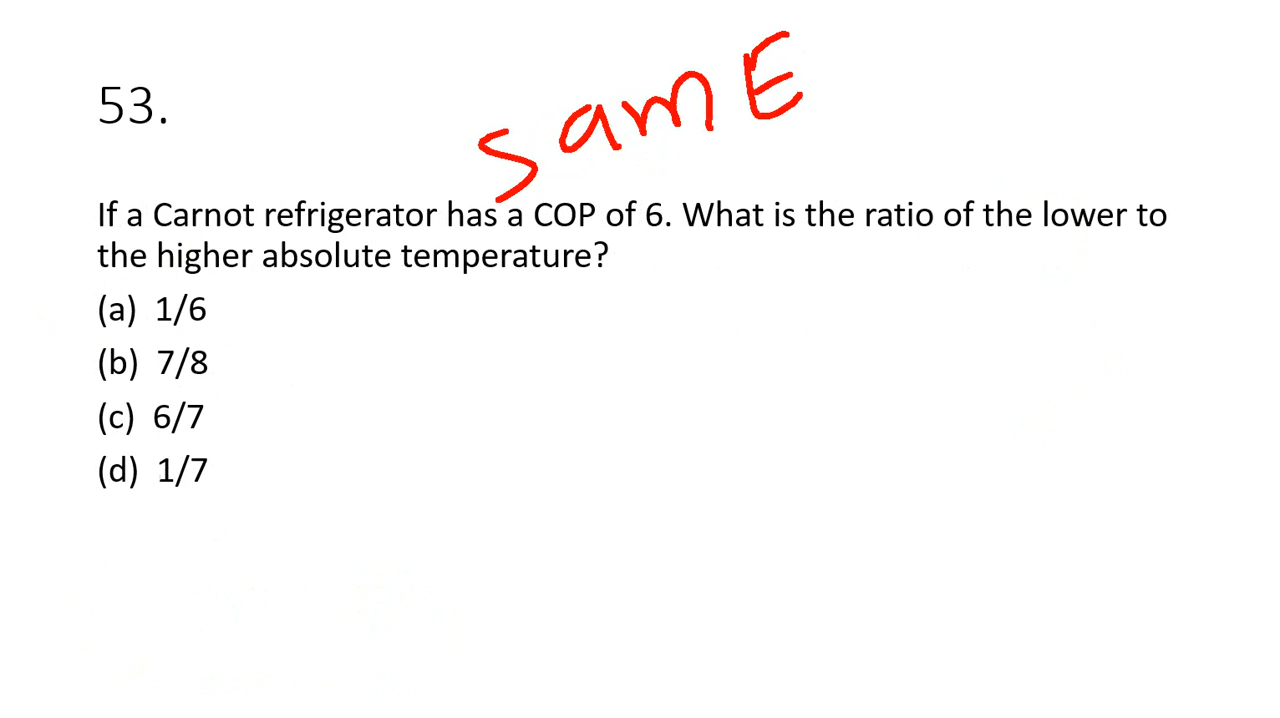 53.
samE
If a Carnot refrigerator has a COP of 6. What is the ratio of the lower to
the higher absolute temperature?
(a) 1/6
(b) 7/8
(c) 6/7
(d) 1/7